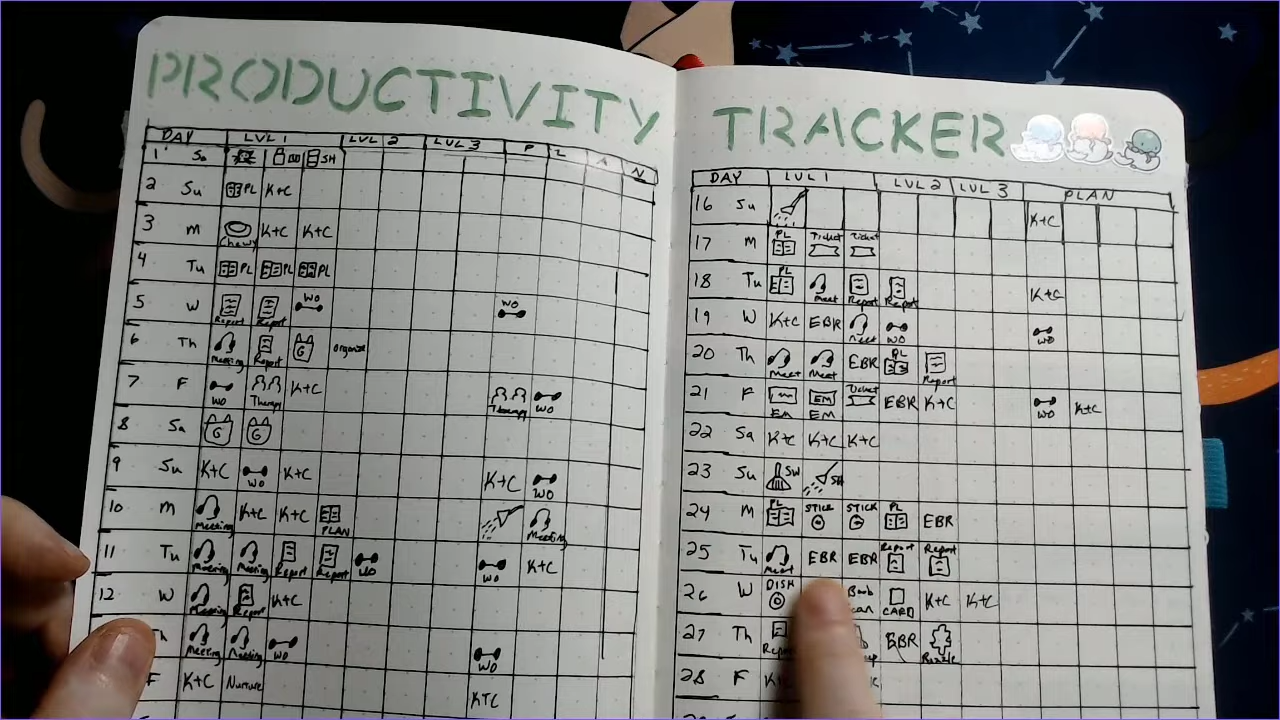 PRODUCTIVITY
DAY LVL 1 LVL 2 LVL 3 P L A N
1 Sa SH
2 Su PL K+C
3 M Chewy K+C K+C
4 Tu PL PL PL
5 W Report Report WO WO
6 Th Meeting Report G organize
7 F WO Therapy K+C Therapy WO
8 Sa G G
9 Su K+C WO K+C K+C WO
10 M Meeting K+C K+C PLAN Meeting
11 Tu Meeting Meeting Report Report WO WO K+C
12 W Meeting Report K+C
Th Meeting Meeting WO WO
F K+C Nurture K+C
TRACKER
DAY LVL 1 LVL 2 LVL 3 PLAN
16 Su K+C
17 M PL Ticket Ticket
18 Tu PL Meet Report Report K+C
19 W K+C EBR Meet WO WO
20 Th Meet Meet EBR PL Report
21 F EM EM Ticket EBR K+C WO K+C
22 Sa K+C K+C K+C
23 Su SW SH
24 M PL STICK STICK PL EBR
25 Tu Meet EBR EBR Report Report
26 W DISH CARD K+C K+C
27 Th Report EBR Puzzle
28 F